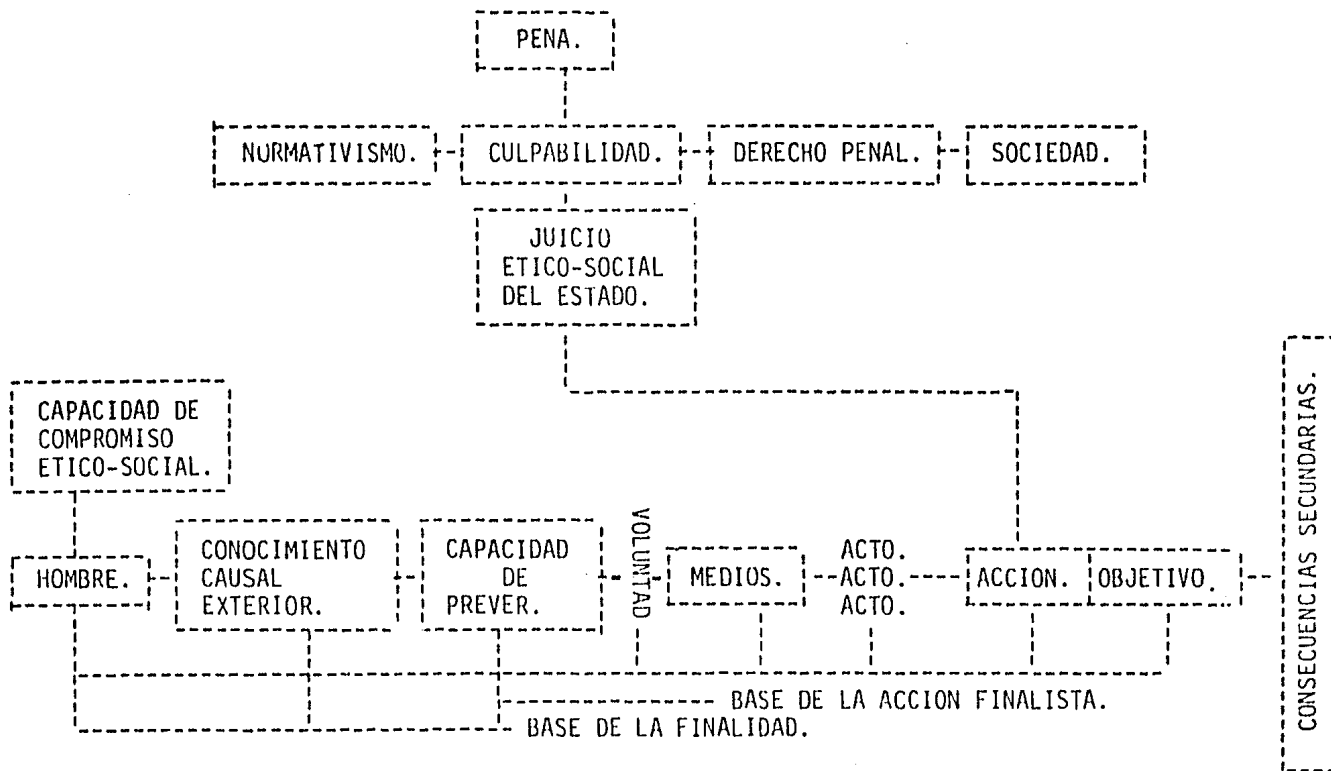 PENA.
NORMATIVISMO.
CULPABILIDAD.
DERECHO PENAL.
SOCIEDAD.
JUICIO
ETICO-SOCIAL
DEL ESTADO.
CAPACIDAD DE
COMPROMISO
ETICO-SOCIAL.
HOMBRE.
CONOCIMIENTO
CAUSAL
EXTERIOR.
CAPACIDAD
DE
PREVER.
VOLUNTAD
MEDIOS.
ACTO.
ACTO.
ACTO.
ACCION.
OBJETIVO.
CONSECUENCIAS SECUNDARIAS.
BASE DE LA ACCION FINALISTA.
BASE DE LA FINALIDAD.